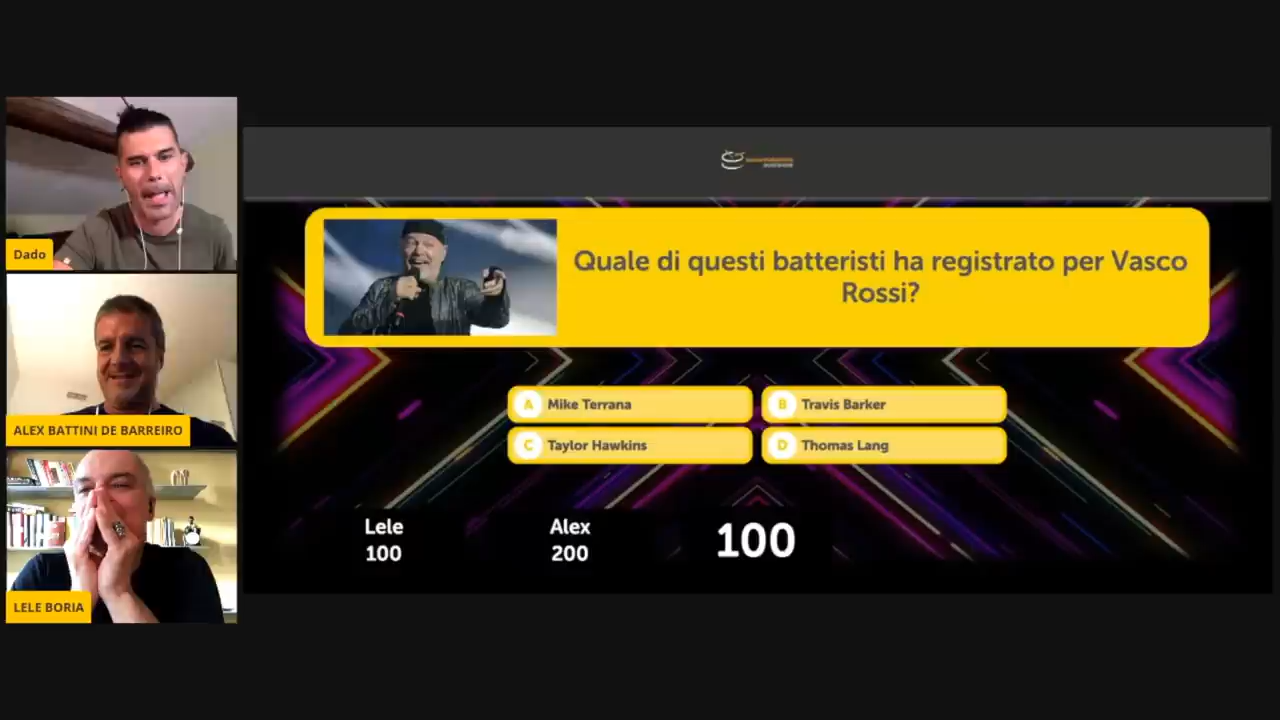 Dado
ALEX BATTINI DE BARREIRO
LELE BORIA
Quale di questi batteristi ha registrato per Vasco
Rossi?
A Mike Terrana
B Travis Barker
C Taylor Hawkins
D Thomas Lang
Lele
100
Alex
200
100